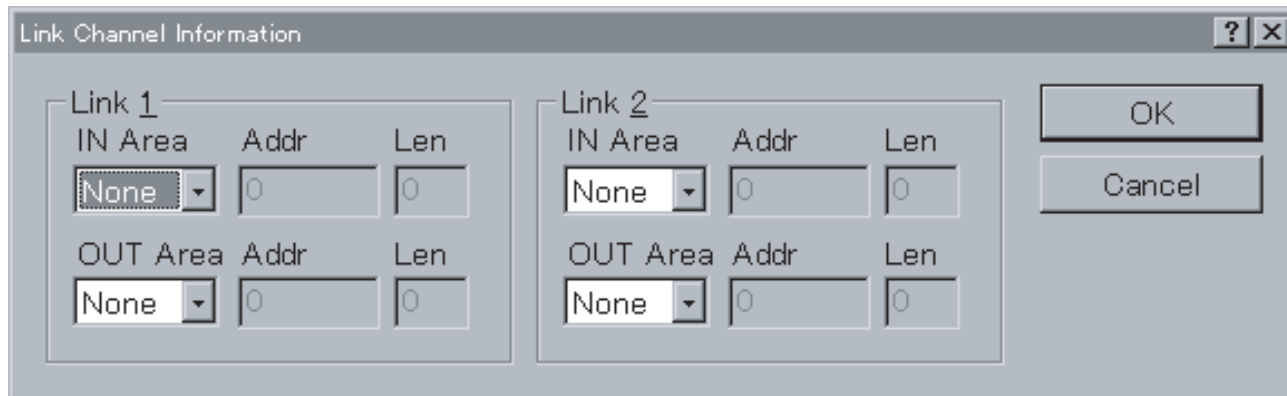 Link Channel Information ? ×
Link 1
IN Area Addr Len
None 0 0
OUT Area Addr Len
None 0 0
Link 2
IN Area Addr Len
None 0 0
OUT Area Addr Len
None 0 0
OK
Cancel